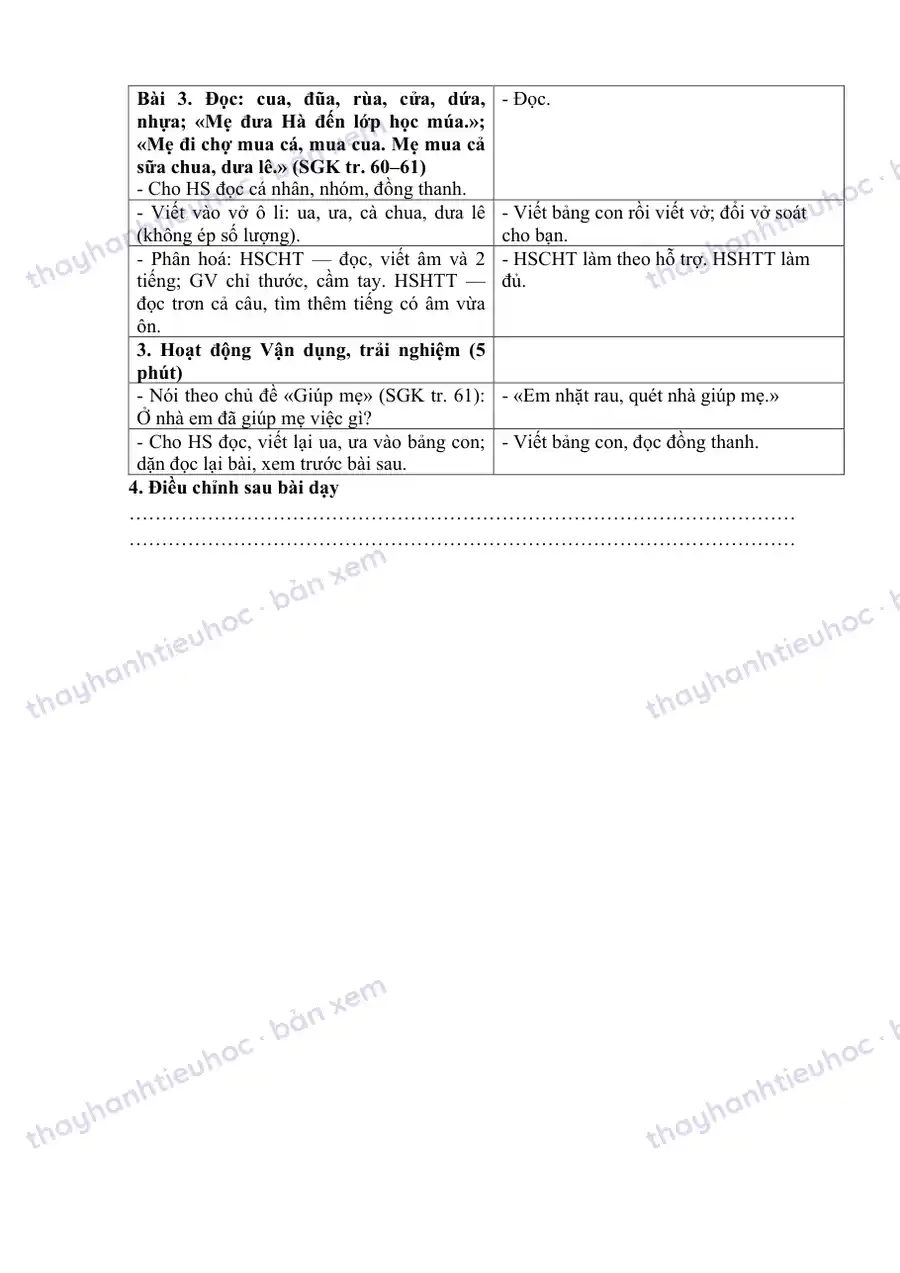 Bài 3. Đọc: cua, đũa, rùa, cửa, dứa,
nhựa; «Mẹ đưa Hà đến lớp học múa.»;
«Mẹ đi chợ mua cá, mua cua. Mẹ mua cả
sữa chua, dưa lê.» (SGK tr. 60–61)
- Cho HS đọc cá nhân, nhóm, đồng thanh.
- Đọc.
- Viết vào vở ô li: ua, ưa, cà chua, dưa lê
(không ép số lượng).
- Viết bảng con rồi viết vở; đổi vở soát
cho bạn.
- Phân hoá: HSCHT — đọc, viết âm và 2
tiếng; GV chỉ thước, cầm tay. HSHTT —
đọc trơn cả câu, tìm thêm tiếng có âm vừa
ôn.
- HSCHT làm theo hỗ trợ. HSHTT làm
đủ.
3. Hoạt động Vận dụng, trải nghiệm (5
phút)
- Nói theo chủ đề «Giúp mẹ» (SGK tr. 61):
Ở nhà em đã giúp mẹ việc gì?
- «Em nhặt rau, quét nhà giúp mẹ.»
- Cho HS đọc, viết lại ua, ưa vào bảng con;
dặn đọc lại bài, xem trước bài sau.
- Viết bảng con, đọc đồng thanh.
4. Điều chỉnh sau bài dạy
…………………………………………………………………………………………
…………………………………………………………………………………………
thayhanhtieuhoc · bản xem
thayhanhtieuhoc · b
thayhanhtieuhoc · bản xem
thayhanhtieuhoc · b
thayhanhtieuhoc · bản xem
thayhanhtieuhoc · b